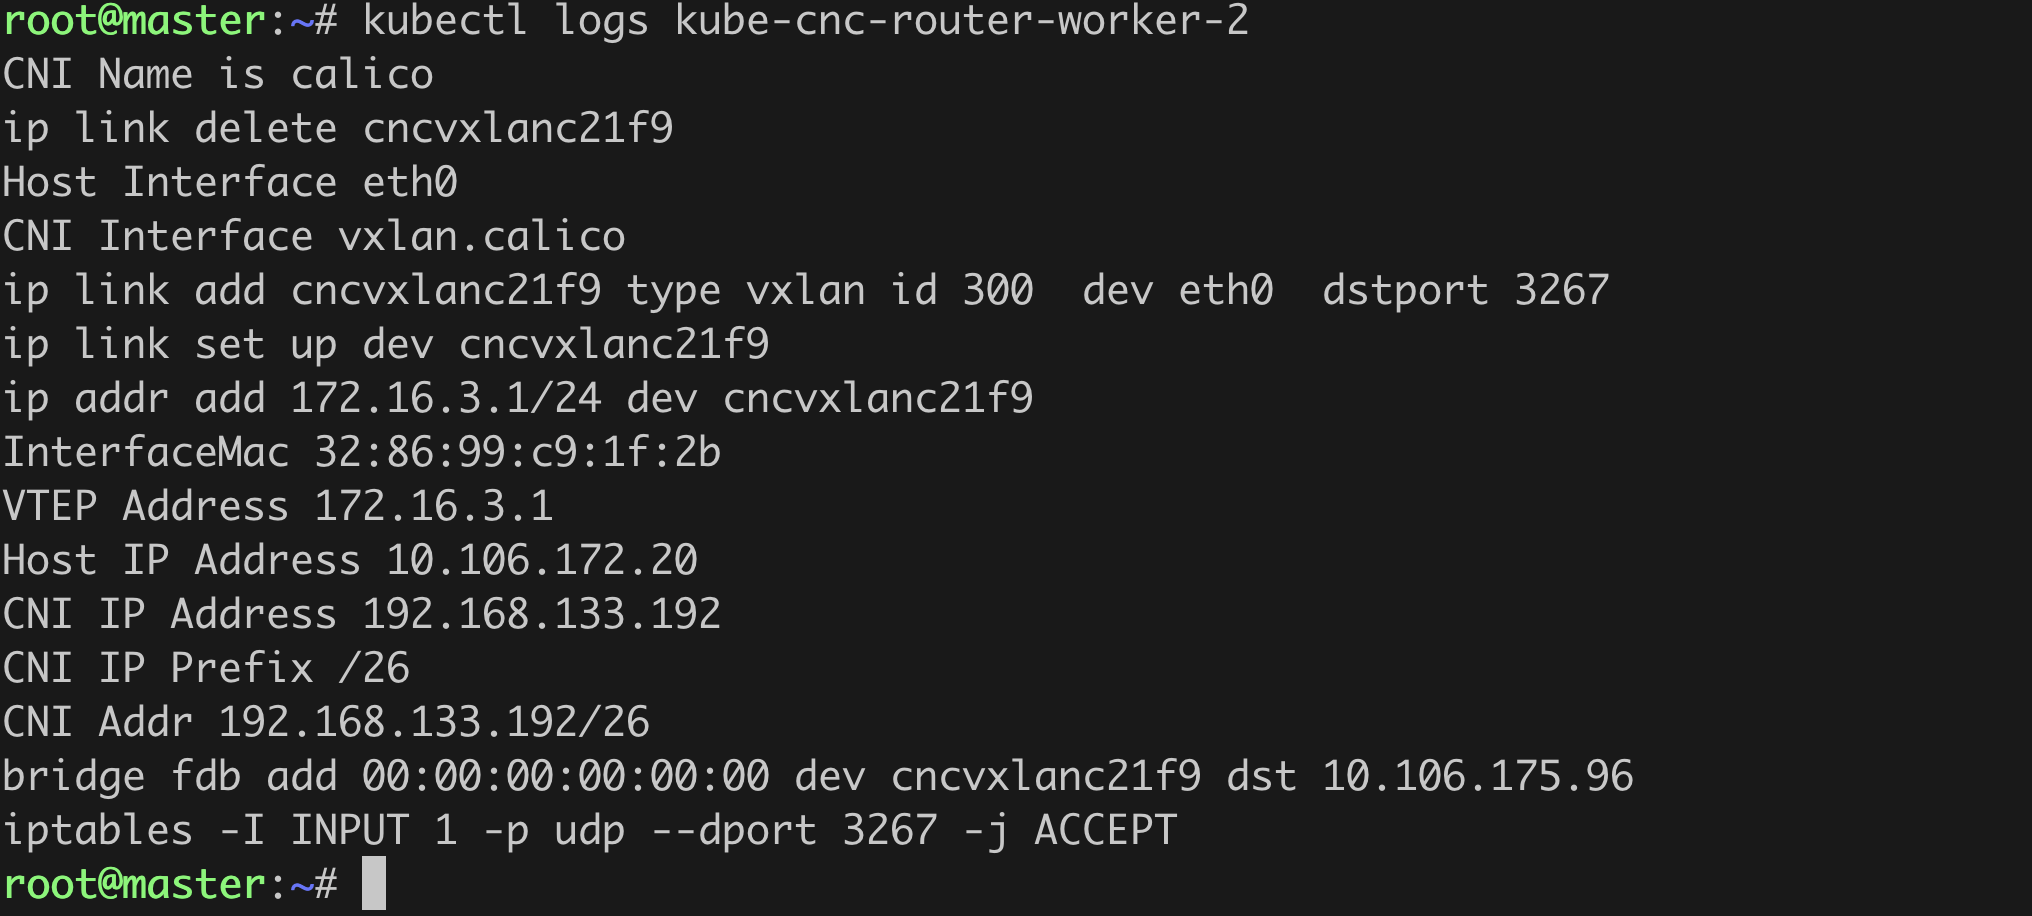 root@master:~# kubectl logs kube-cnc-router-worker-2
CNI Name is calico
ip link delete cncvxlanc21f9
Host Interface eth0
CNI Interface vxlan.calico
ip link add cncvxlanc21f9 type vxlan id 300  dev eth0  dstport 3267
ip link set up dev cncvxlanc21f9
ip addr add 172.16.3.1/24 dev cncvxlanc21f9
InterfaceMac 32:86:99:c9:1f:2b
VTEP Address 172.16.3.1
Host IP Address 10.106.172.20
CNI IP Address 192.168.133.192
CNI IP Prefix /26
CNI Addr 192.168.133.192/26
bridge fdb add 00:00:00:00:00:00 dev cncvxlanc21f9 dst 10.106.175.96
iptables -I INPUT 1 -p udp --dport 3267 -j ACCEPT
root@master:~#